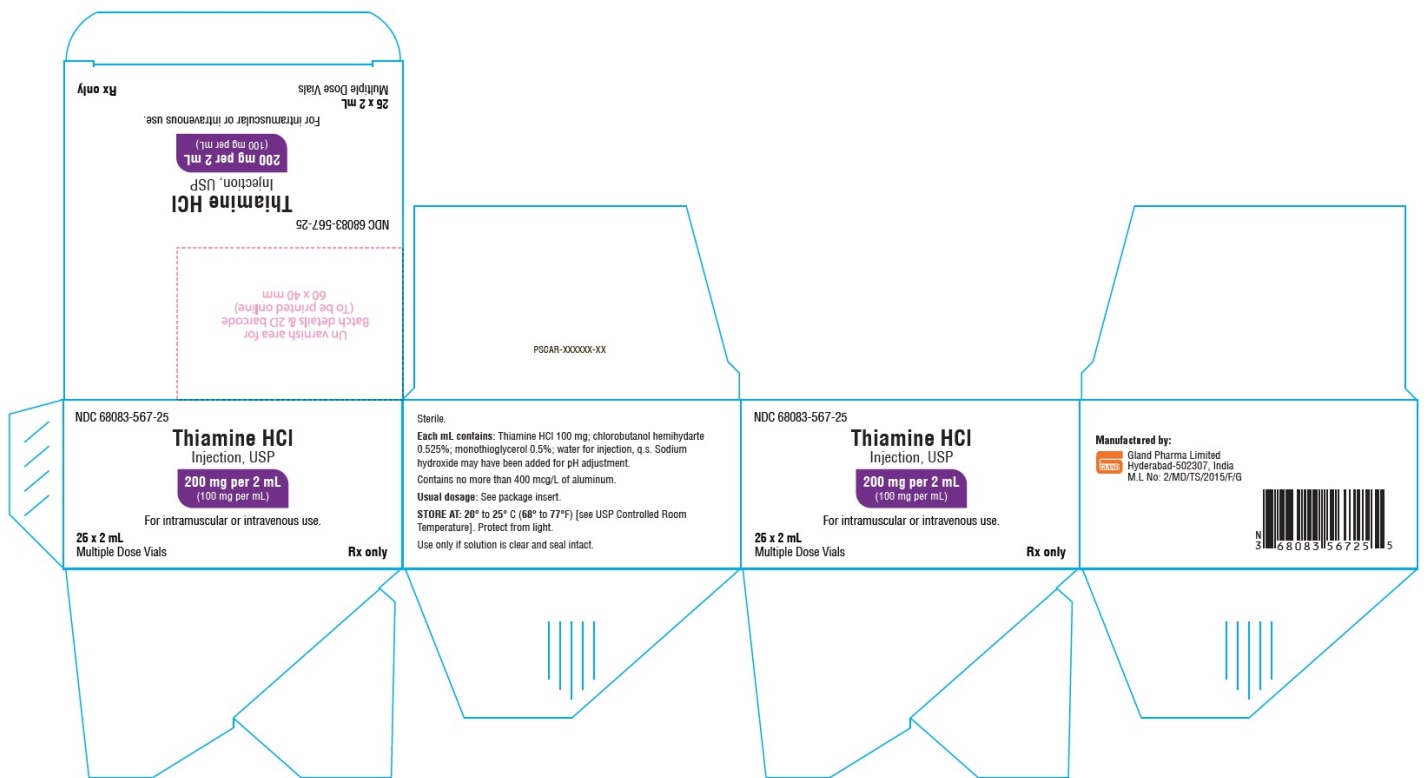 Rx only
Multiple Dose Vials
25 x 2 mL
For intramuscular or intravenous use.
(100 mg per mL)
200 mg per 2 mL
Injection, USP
Thiamine HCl
NDC 68083-567-25
60 x 40 mm
(To be printed online)
Batch details & 2D barcode
Un varnish area for
PSCAR-XXXXXX-XX
NDC 68083-567-25
Thiamine HCl
Injection, USP
200 mg per 2 mL
(100 mg per mL)
For intramuscular or intravenous use.
25 x 2 mL
Multiple Dose Vials
Rx only
Sterile.
Each mL contains: Thiamine HCl 100 mg; chlorobutanol hemihydarte
0.525%; monothioglycerol 0.5%; water for injection, q.s. Sodium
hydroxide may have been added for pH adjustment.
Contains no more than 400 mcg/L of aluminum.
Usual dosage: See package insert.
STORE AT: 20° to 25° C (68° to 77°F) [see USP Controlled Room
Temperature]. Protect from light.
Use only if solution is clear and seal intact.
NDC 68083-567-25
Thiamine HCl
Injection, USP
200 mg per 2 mL
(100 mg per mL)
For intramuscular or intravenous use.
25 x 2 mL
Multiple Dose Vials
Rx only
Manufactured by:
GLAND
Gland Pharma Limited
Hyderabad-502307, India
M.L No: 2/MD/TS/2015/F/G
N
3 68083 56725 5